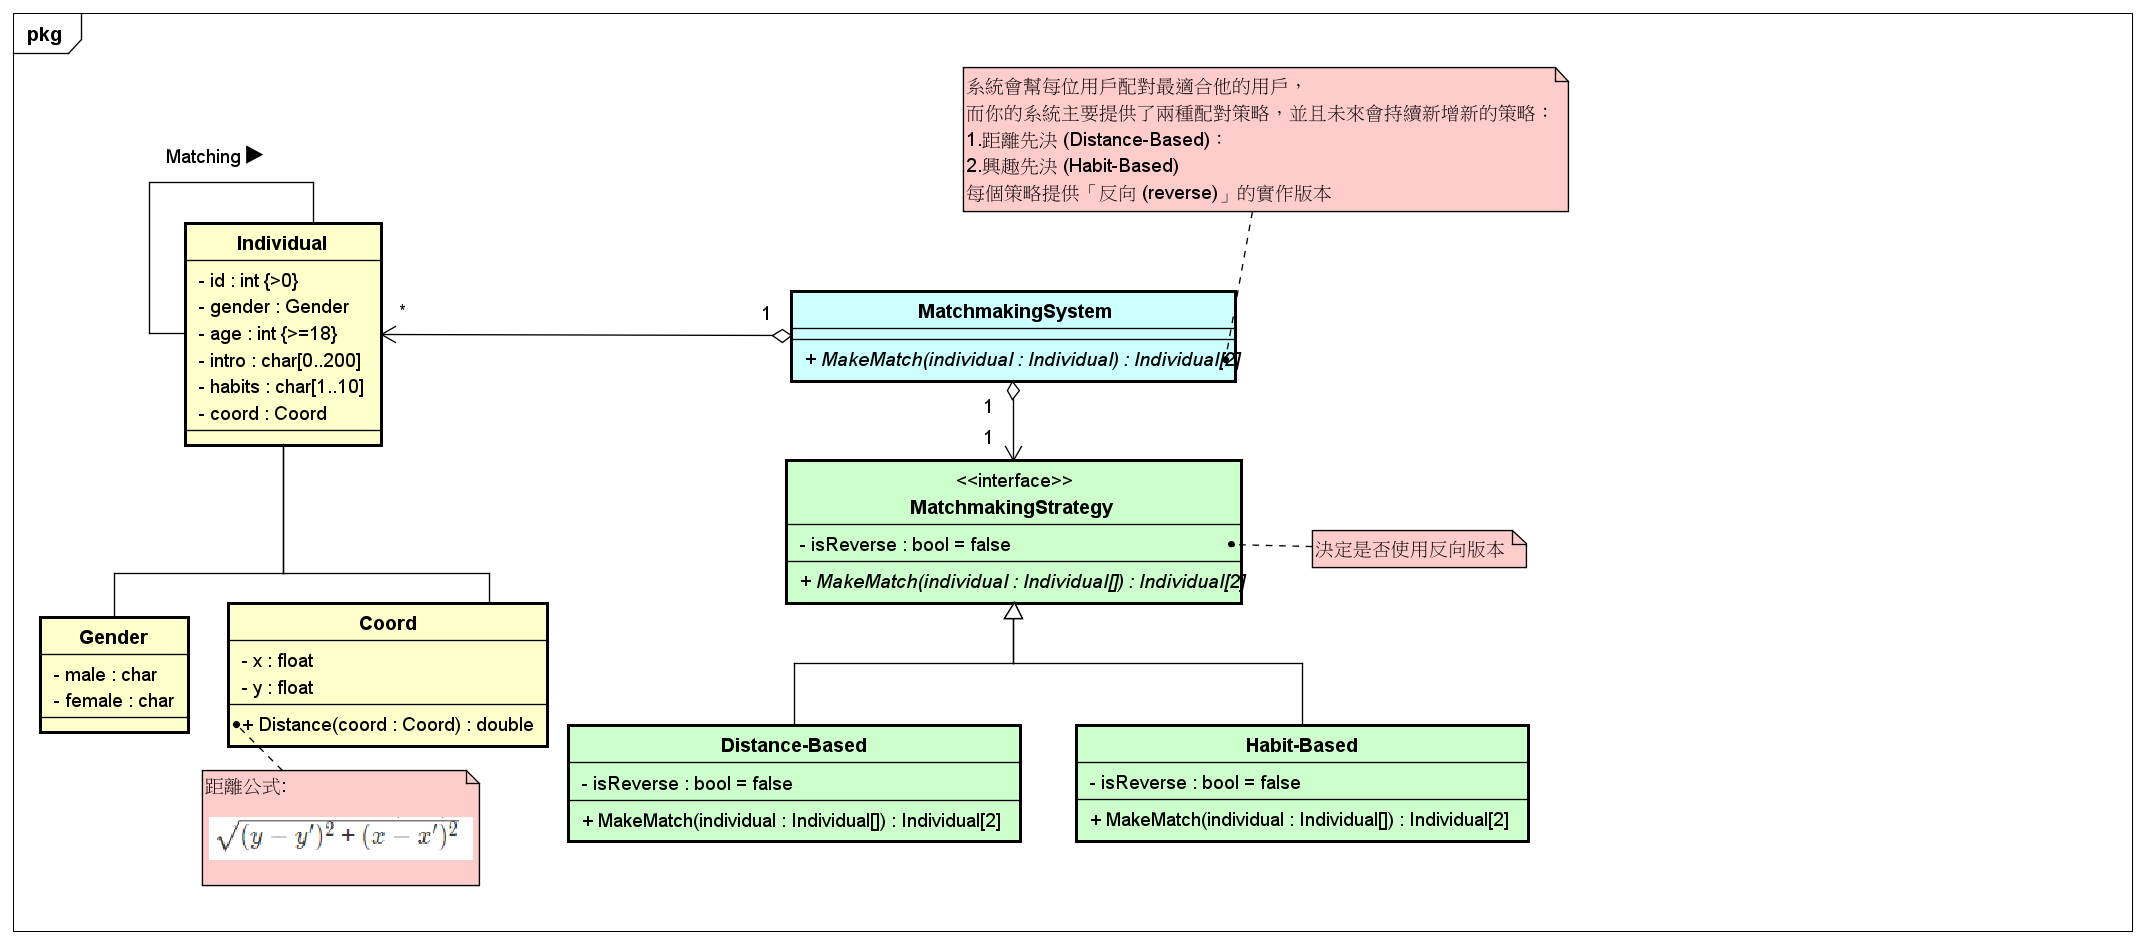 pkg
系統會幫每位用戶配對最適合他的用戶，
而你的系統主要提供了兩種配對策略，並且未來會持續新增新的策略：
1.距離先決 (Distance-Based)：
2.興趣先決 (Habit-Based)
每個策略提供「反向 (reverse)」的實作版本
Matching
Individual
- id : int {>0}
- gender : Gender
- age : int {>=18}
- intro : char[0..200]
- habits : char[1..10]
- coord : Coord
*
1
MatchmakingSystem
+ MakeMatch(individual : Individual) : Individual[2]
1
1
<<interface>>
MatchmakingStrategy
- isReverse : bool = false
+ MakeMatch(individual : Individual[]) : Individual[2]
決定是否使用反向版本
Gender
- male : char
- female : char
Coord
- x : float
- y : float
+ Distance(coord : Coord) : double
距離公式:
√(y − y′)² + (x − x′)²
Distance-Based
- isReverse : bool = false
+ MakeMatch(individual : Individual[]) : Individual[2]
Habit-Based
- isReverse : bool = false
+ MakeMatch(individual : Individual[]) : Individual[2]